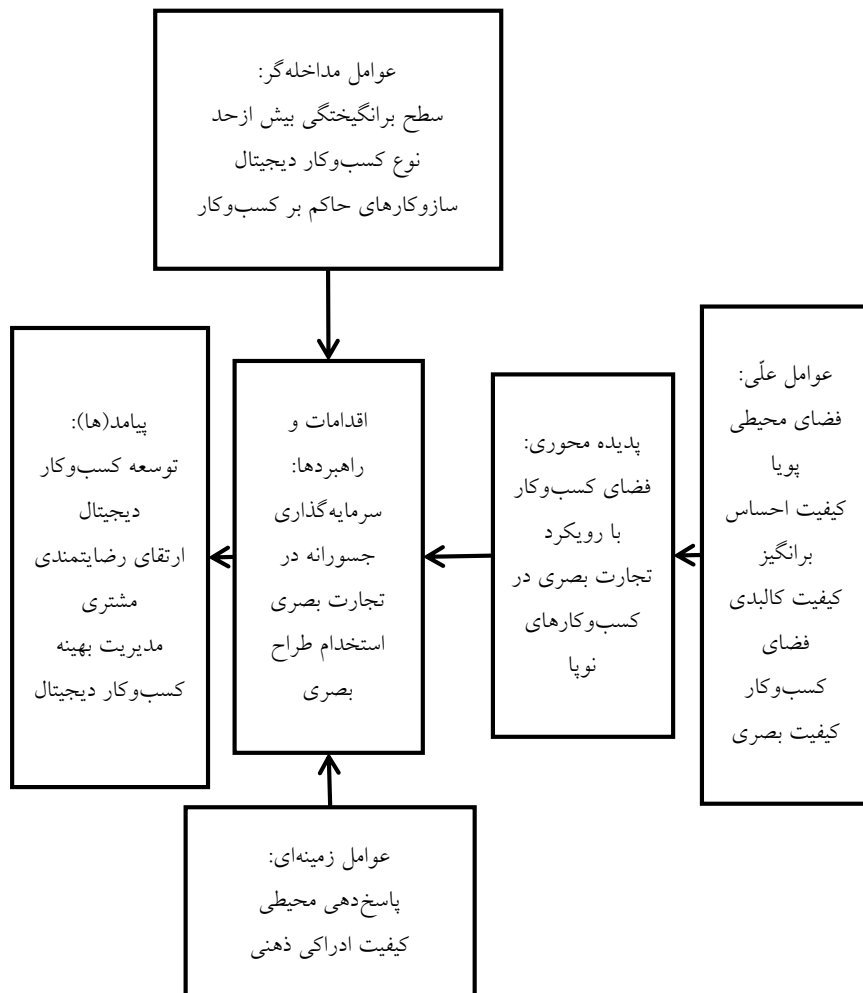 عوامل مداخله‌گر:
سطح برانگیختگی بیش ازحد
نوع کسب‌وکار دیجیتال
سازوکارهای حاکم بر کسب‌وکار
عوامل علّی:
فضای محیطی
پویا
کیفیت احساس
برانگیز
کیفیت کالبدی
فضای
کسب‌وکار
کیفیت بصری
پدیده محوری:
فضای کسب‌وکار
با رویکرد
تجارت بصری در
کسب‌وکارهای
نوپا
اقدامات و
راهبردها:
سرمایه‌گذاری
جسورانه در
تجارت بصری
استخدام طراح
بصری
پیامد(ها):
توسعه کسب‌وکار
دیجیتال
ارتقای رضایتمندی
مشتری
مدیریت بهینه
کسب‌وکار دیجیتال
عوامل زمینه‌ای:
پاسخ‌دهی محیطی
کیفیت ادراکی ذهنی